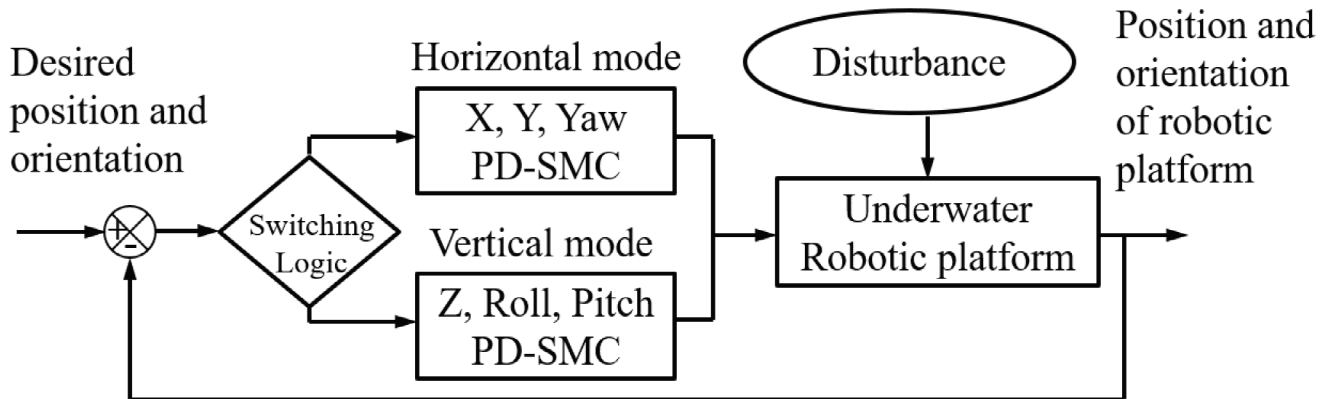 Desired
position and
orientation
+
-
Switching
Logic
Horizontal mode
X, Y, Yaw
PD-SMC
Vertical mode
Z, Roll, Pitch
PD-SMC
Disturbance
Underwater
Robotic platform
Position and
orientation
of robotic
platform